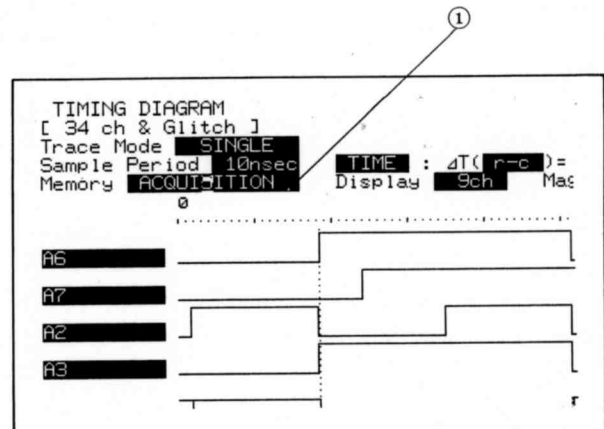 ①
TIMING DIAGRAM
[ 34 ch & Glitch ]
Trace Mode SINGLE
Sample Period 10nsec TIME : ΔT( r-c )=
Memory ACQUISITION Display 9ch Mag
0
A6
A7
A2
A3